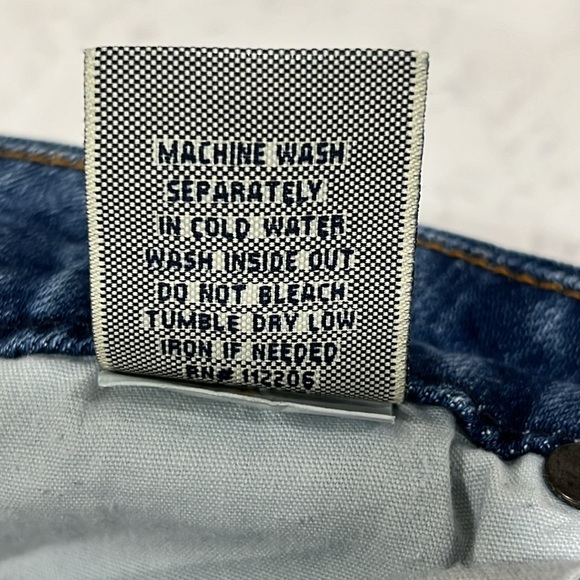 MACHINE WASH
SEPARATELY
IN COLD WATER
WASH INSIDE OUT
DO NOT BLEACH
TUMBLE DRY LOW
IRON IF NEEDED
RN# 112206